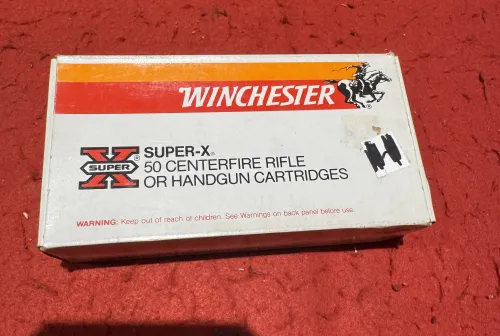 WINCHESTER
SUPER-X®
50 CENTERFIRE RIFLE
OR HANDGUN CARTRIDGES
X SUPER ®
WARNING: Keep out of reach of children. See Warnings on back panel before use.